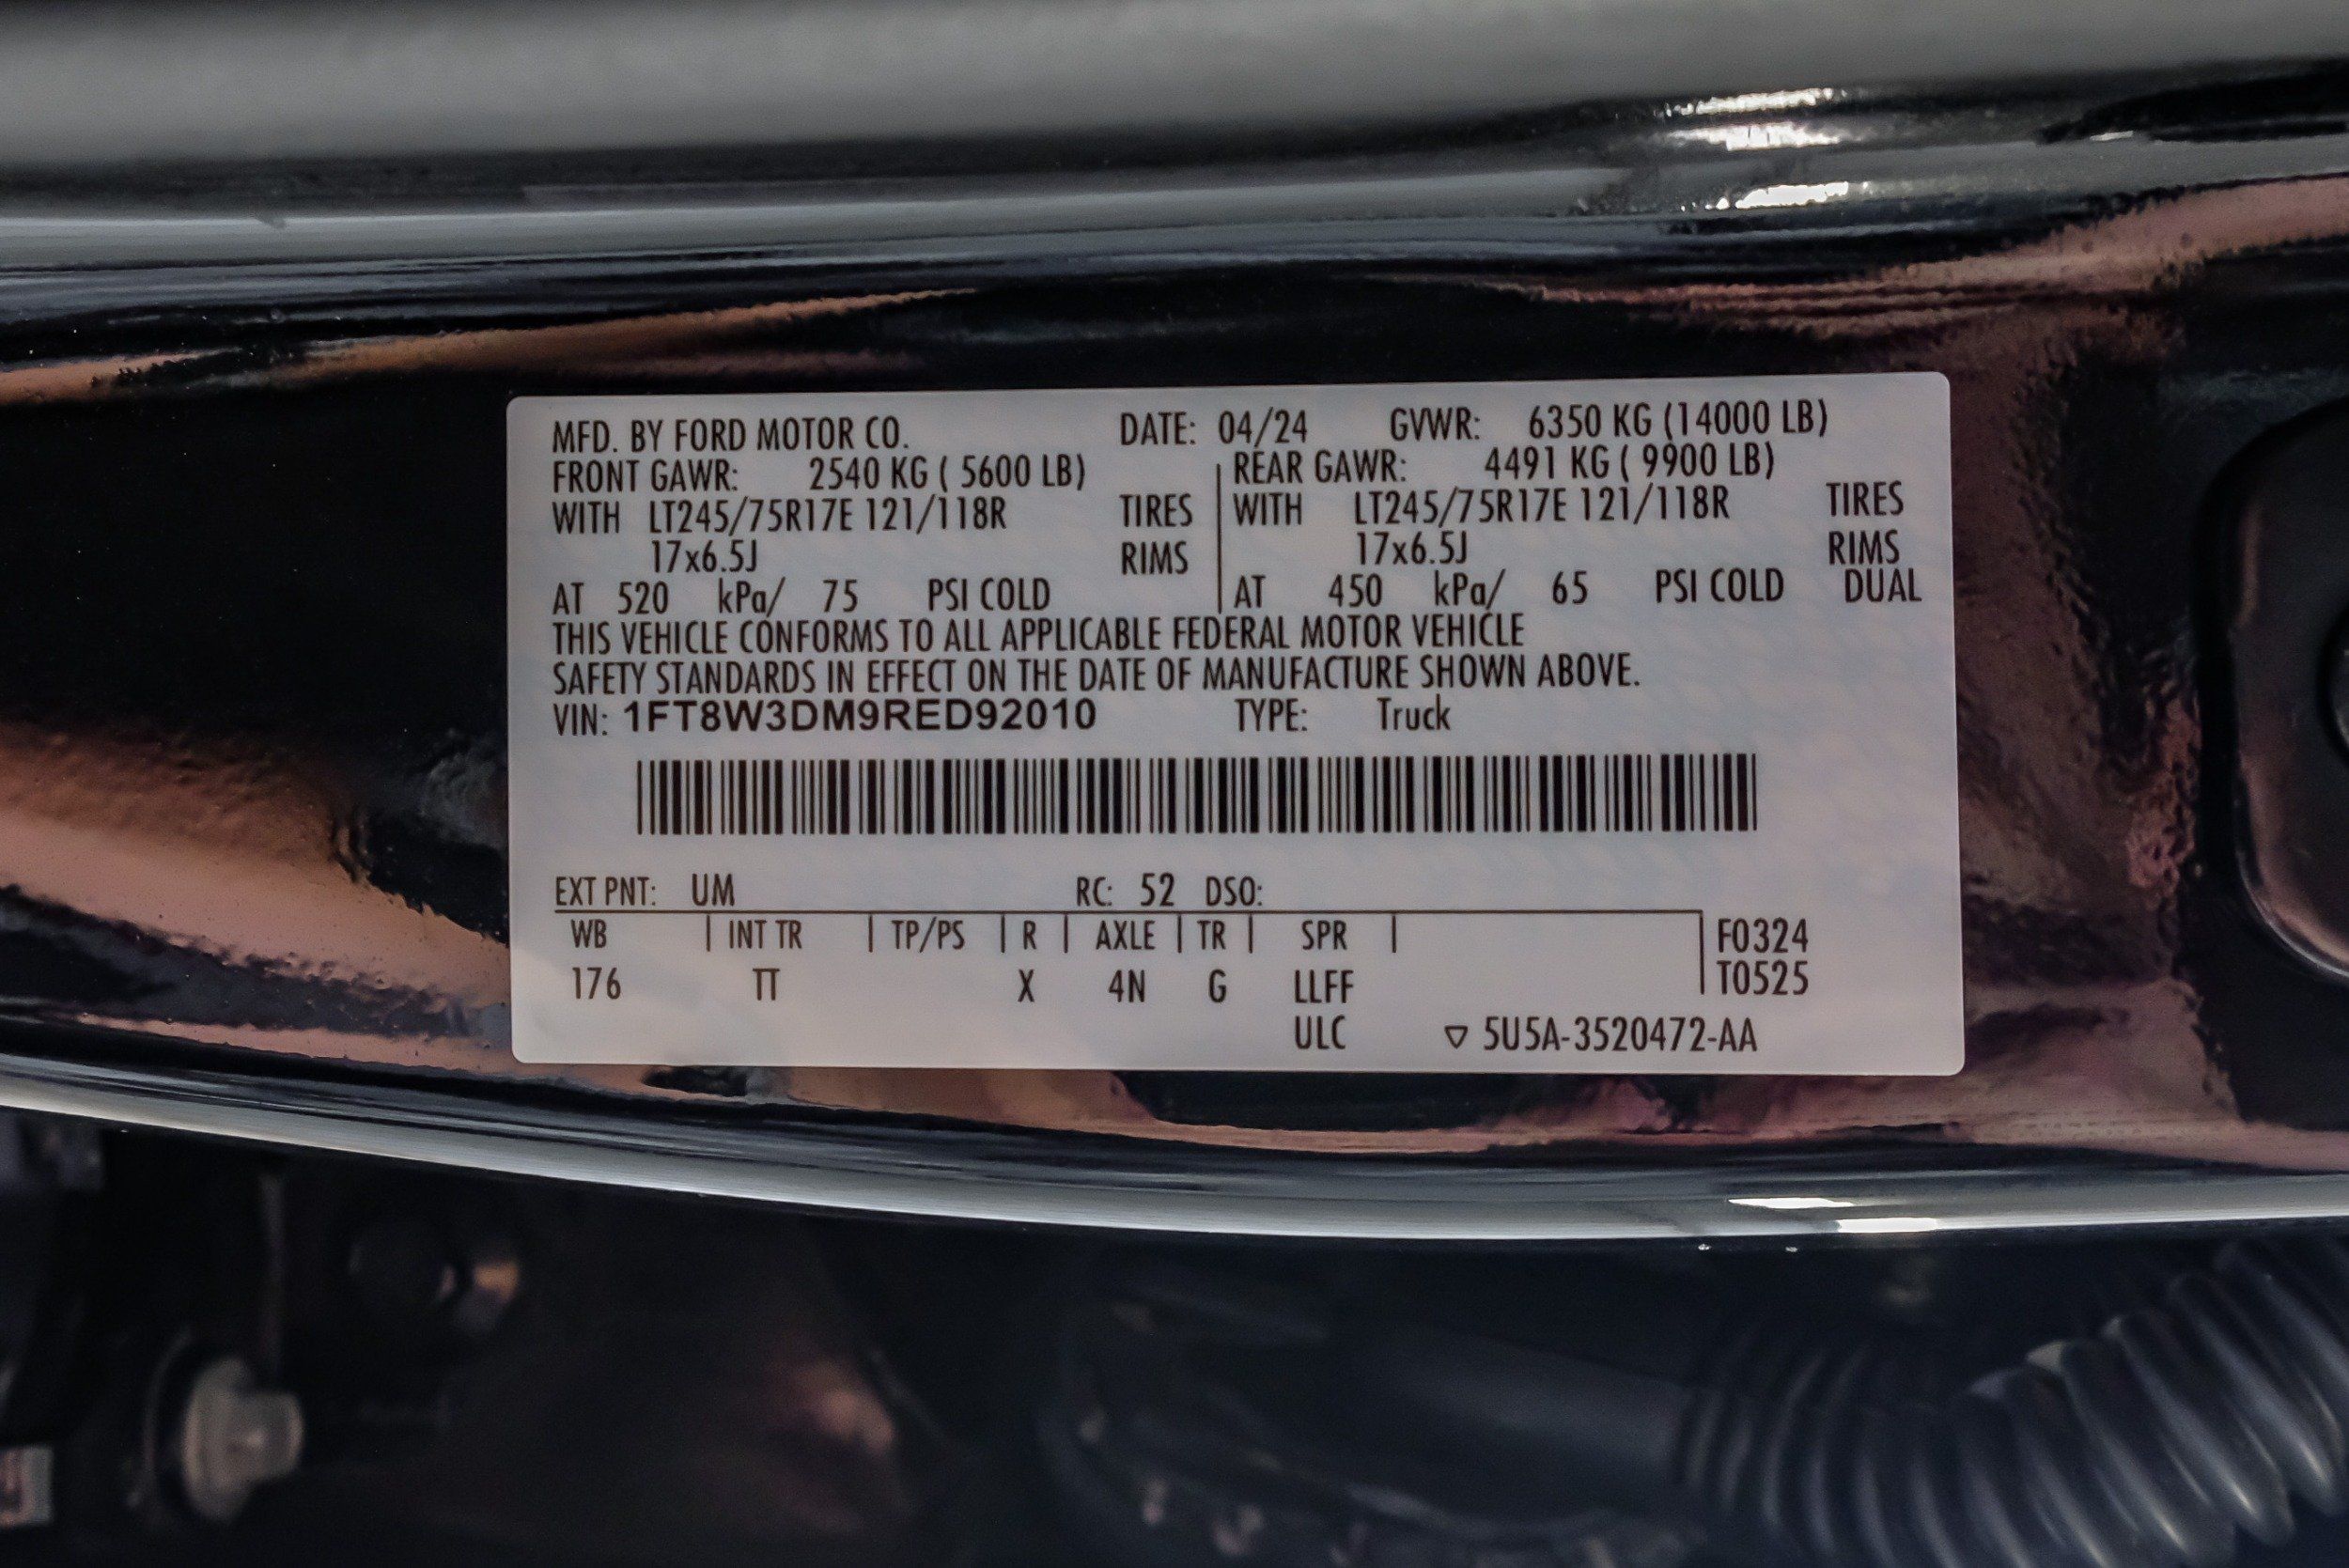 MFD. BY FORD MOTOR CO. DATE: 04/24 GVWR: 6350 KG (14000 LB)
FRONT GAWR: 2540 KG ( 5600 LB) REAR GAWR: 4491 KG ( 9900 LB)
WITH LT245/75R17E 121/118R TIRES WITH LT245/75R17E 121/118R TIRES
17x6.5J RIMS 17x6.5J RIMS
AT 520 kPa/ 75 PSI COLD AT 450 kPa/ 65 PSI COLD DUAL
THIS VEHICLE CONFORMS TO ALL APPLICABLE FEDERAL MOTOR VEHICLE
SAFETY STANDARDS IN EFFECT ON THE DATE OF MANUFACTURE SHOWN ABOVE.
VIN: 1FT8W3DM9RED92010 TYPE: Truck
EXT PNT: UM RC: 52 DSO:
WB INT TR TP/PS R AXLE TR SPR F0324
176 TT X 4N G LLFF T0525
ULC ▽ 5U5A-3520472-AA